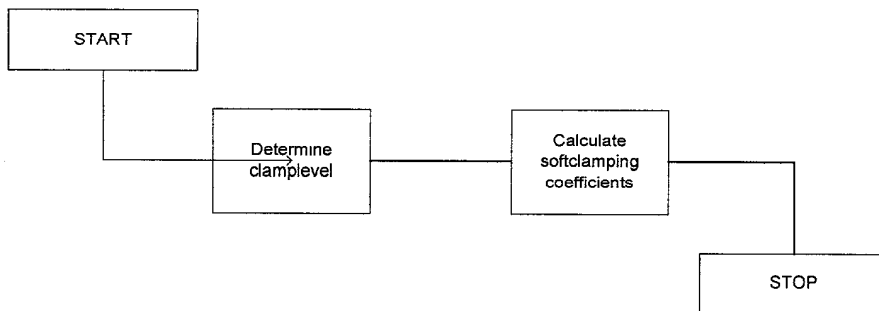 START
Determine
clamplevel
Calculate
softclamping
coefficients
STOP